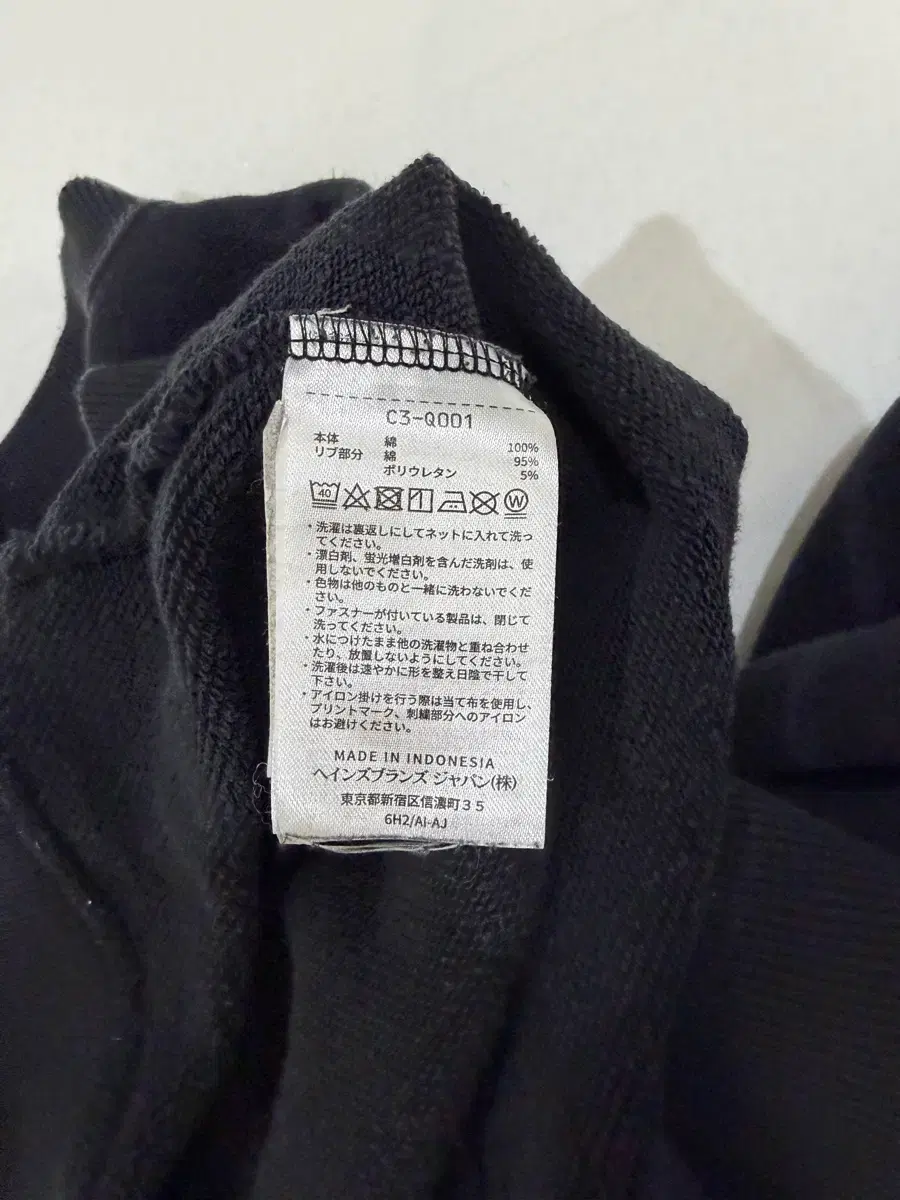 C3-Q001
本体 綿 100%
リブ部分 綿 95%
ポリウレタン 5%
40 W
・洗濯は裏返しにしてネットに入れて洗っ
てください。
・漂白剤、蛍光増白剤を含んだ洗剤は、使
用しないでください。
・色物は他のものと一緒に洗わないでくだ
さい。
・ファスナーが付いている製品は、閉じて
洗ってください。
・水につけたまま他の洗濯物と重ね合わせ
たり、放置しないようにしてください。
・洗濯後は速やかに形を整え日陰で干して
下さい。
・アイロン掛けを行う際は当て布を使用し、
プリントマーク、刺繍部分へのアイロン
はお避けください。
MADE IN INDONESIA
ヘインズブランズ ジャパン(株)
東京都新宿区信濃町35
6H2/AI-AJ